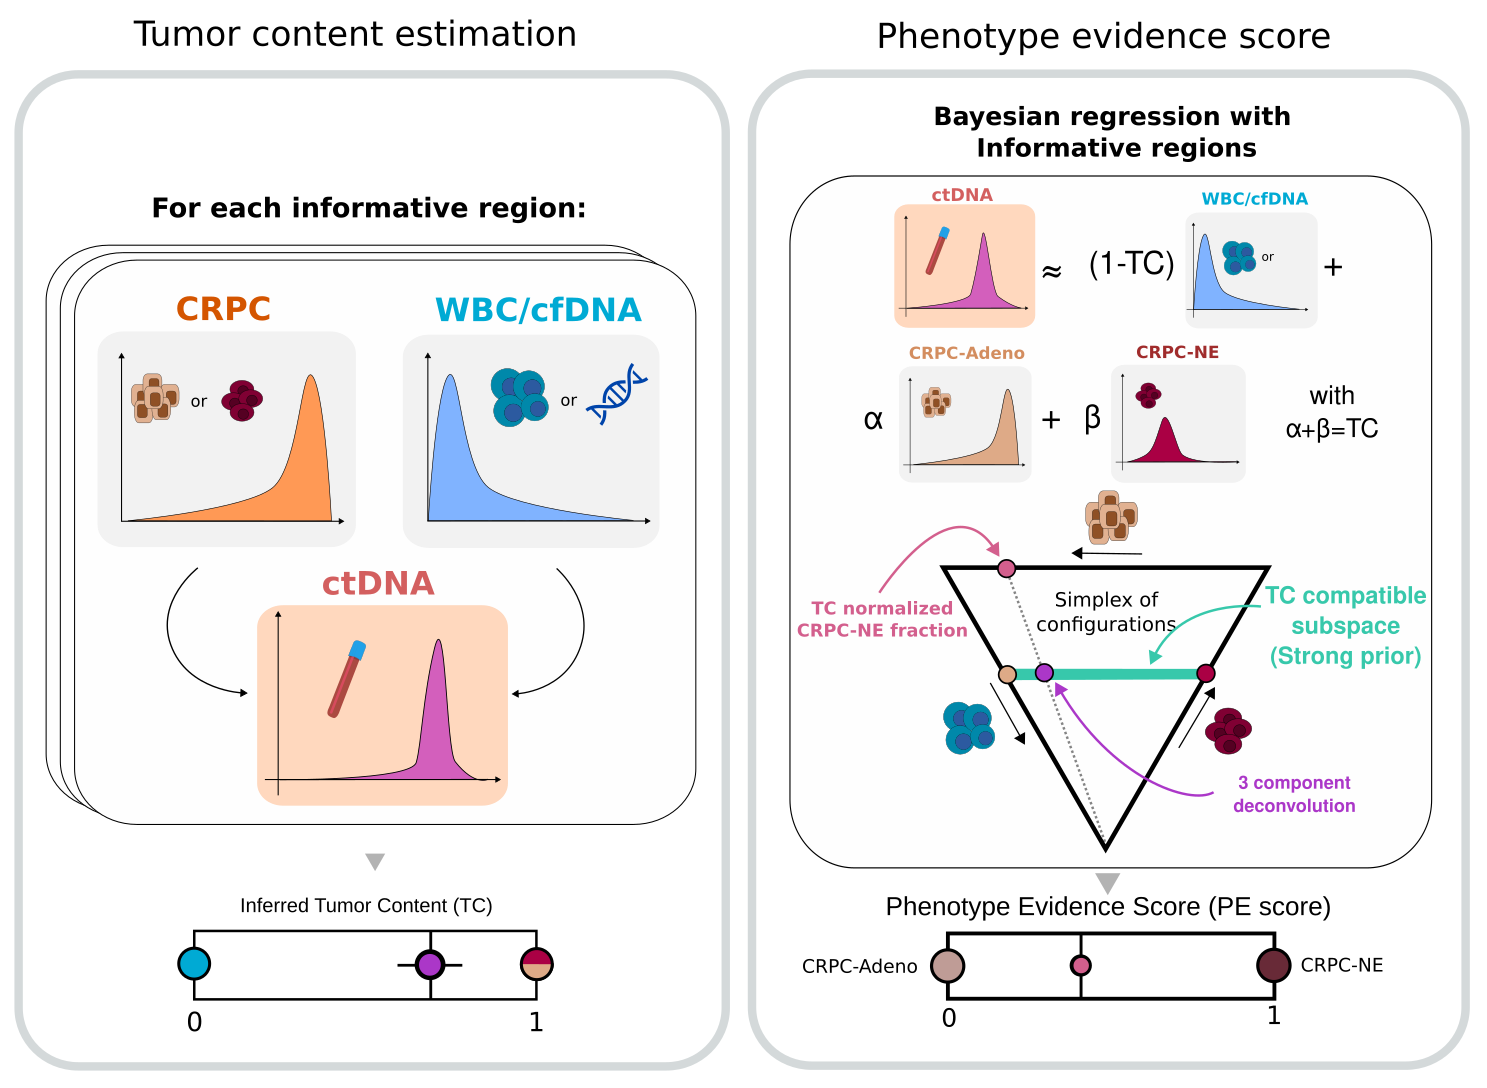 Tumor content estimation
For each informative region:
CRPC
WBC/cfDNA
or
or
ctDNA
Inferred Tumor Content (TC)
0
1
Phenotype evidence score
Bayesian regression with
Informative regions
ctDNA
WBC/cfDNA
≈
(1-TC)
or
+
CRPC-Adeno
CRPC-NE
α
+
β
with
α+β=TC
TC normalized
CRPC-NE fraction
Simplex of
configurations
TC compatible
subspace
(Strong prior)
3 component
deconvolution
Phenotype Evidence Score (PE score)
CRPC-Adeno
CRPC-NE
0
1